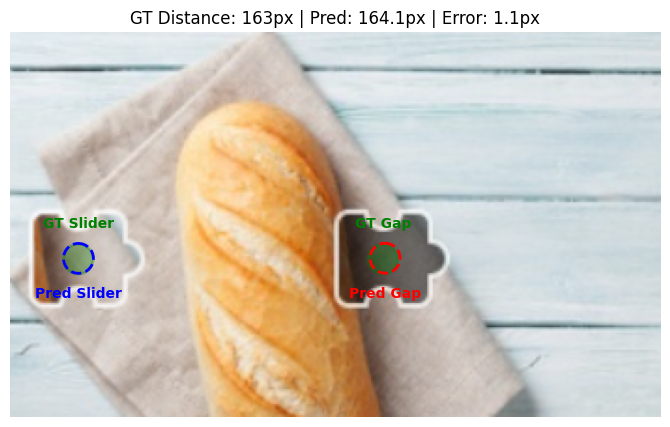 GT Distance: 163px | Pred: 164.1px | Error: 1.1px
GT Slider
GT Gap
Pred Slider
Pred Gap